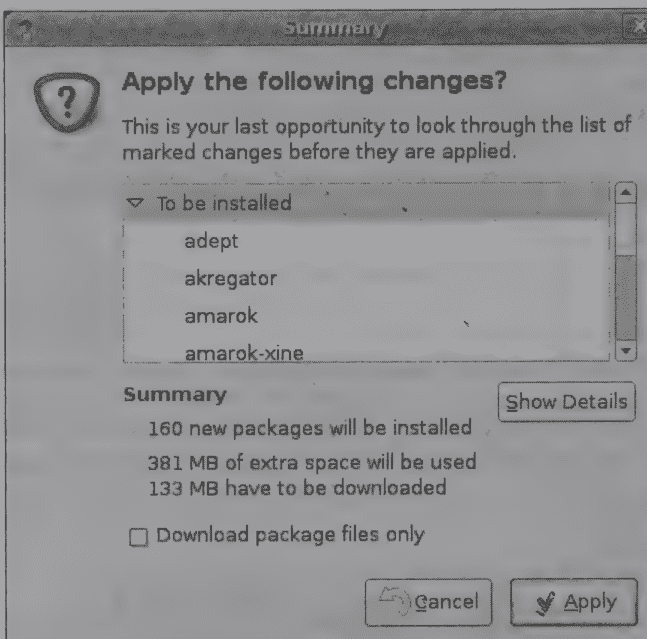 Summary
Apply the following changes?
This is your last opportunity to look through the list of
marked changes before they are applied.
To be installed
adept
akregator
amarok
amarok-xine
Summary
Show Details
160 new packages will be installed
381 MB of extra space will be used
133 MB have to be downloaded
Download package files only
Cancel
Apply